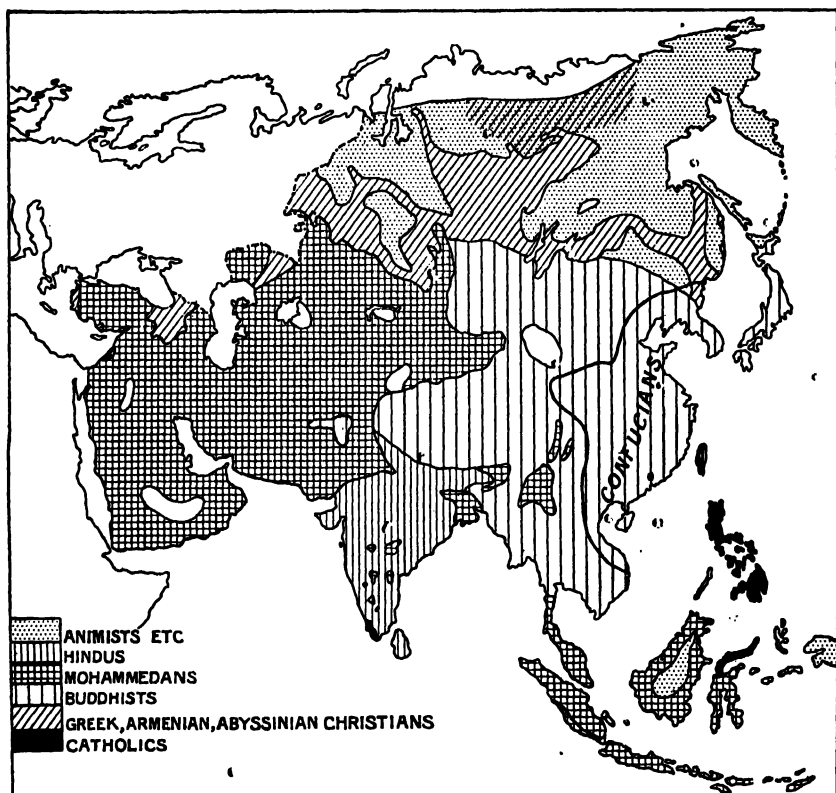 CONFUCIANS
ANIMISTS ETC
HINDUS
MOHAMMEDANS
BUDDHISTS
GREEK, ARMENIAN, ABYSSINIAN CHRISTIANS
CATHOLICS